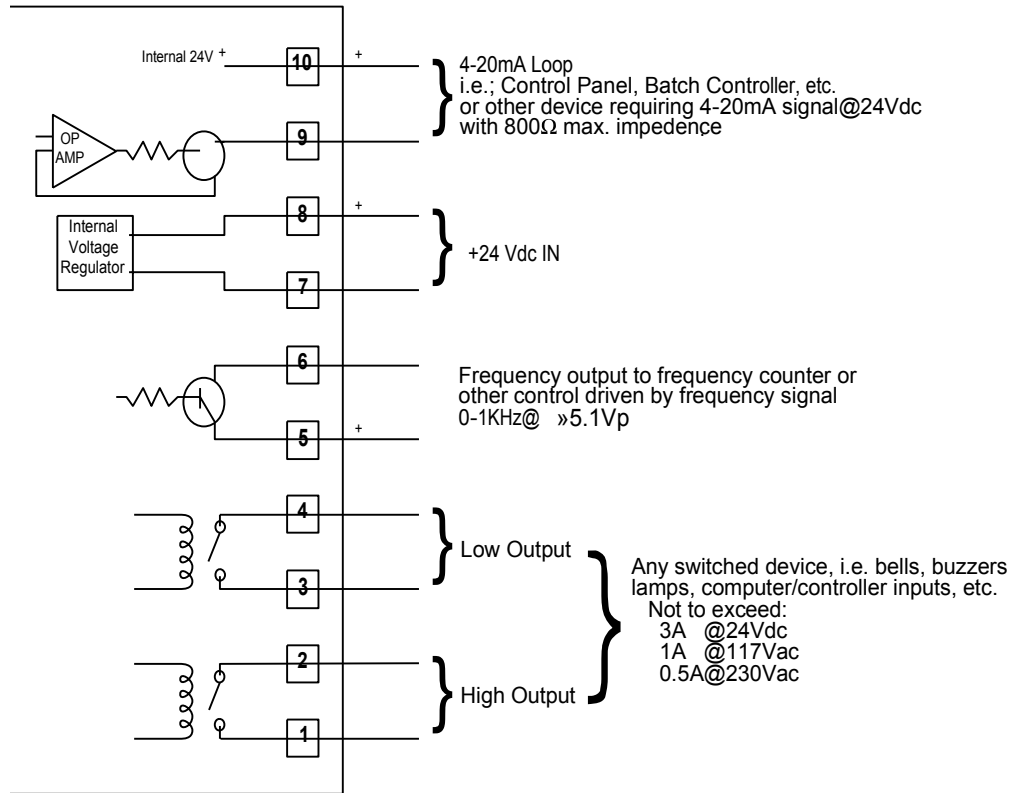 Internal 24V +
10
+
4-20mA Loop
i.e.; Control Panel, Batch Controller, etc.
or other device requiring 4-20mA signal@24Vdc
with 800Ω max. impedence
OP
AMP
9
8
+
Internal
Voltage
Regulator
+24 Vdc IN
7
6
Frequency output to frequency counter or
other control driven by frequency signal
0-1KHz@ »5.1Vp
5
+
4
Low Output
3
Any switched device, i.e. bells, buzzers
lamps, computer/controller inputs, etc.
Not to exceed:
3A @24Vdc
1A @117Vac
0.5A@230Vac
2
High Output
1